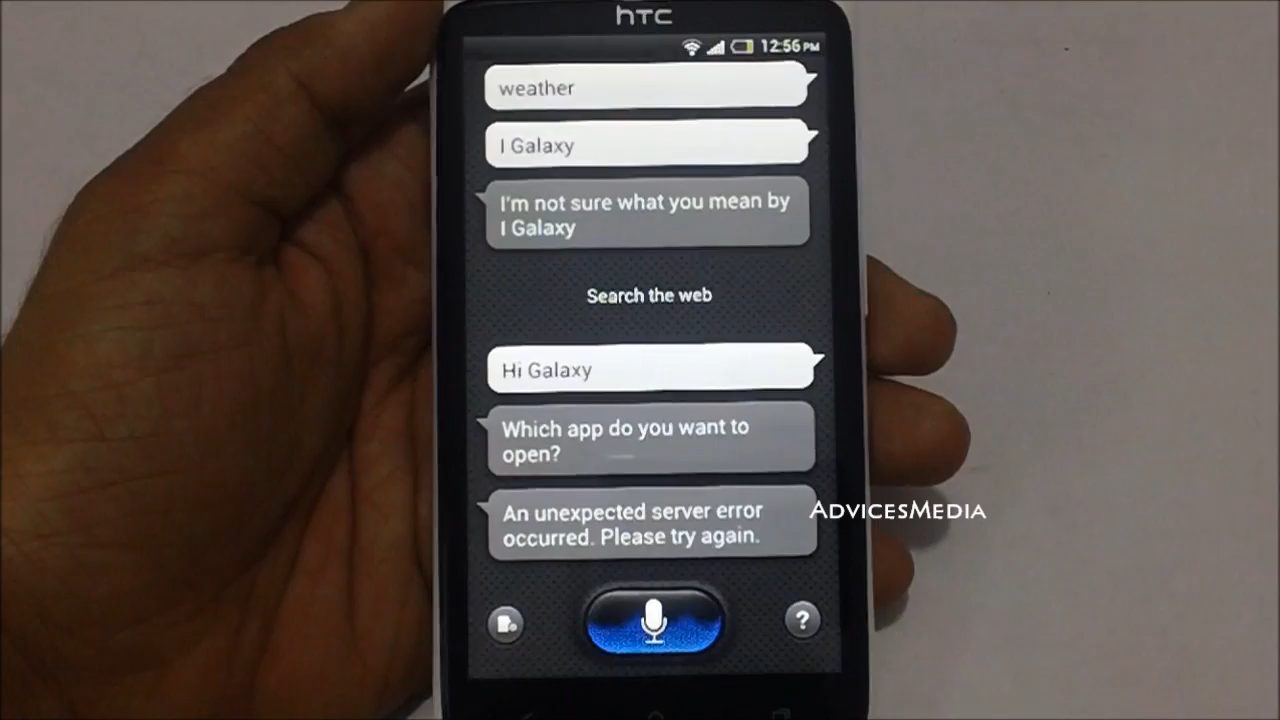 hTC
12:56 PM
weather
I Galaxy
I'm not sure what you mean by
I Galaxy
Search the web
Hi Galaxy
Which app do you want to
open?
An unexpected server error
occurred. Please try again.
AdvicesMedia
?